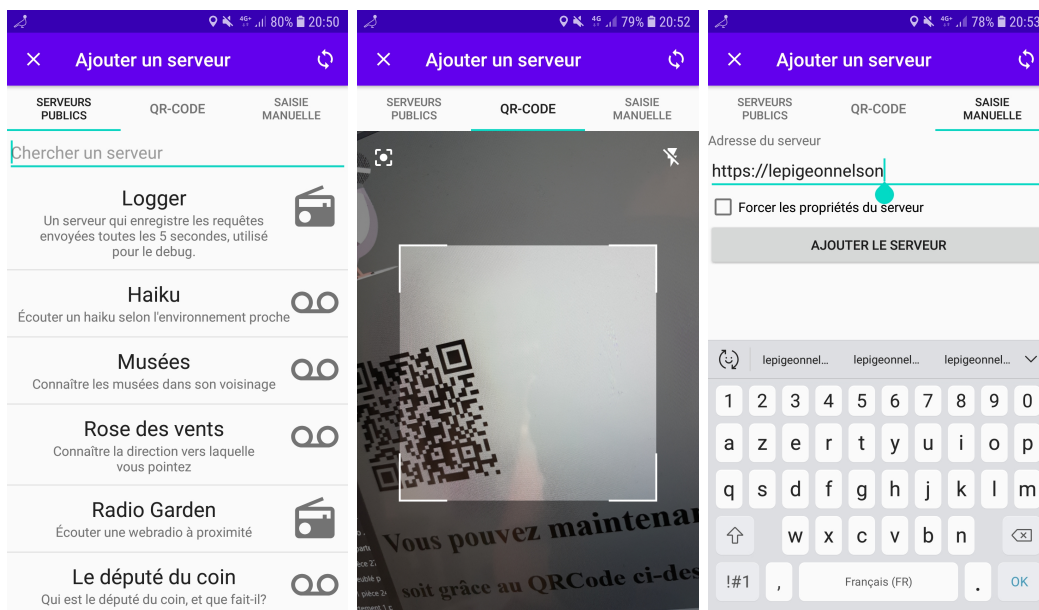 80% 20:50
Ajouter un serveur
SERVEURS
PUBLICS
QR-CODE
SAISIE
MANUELLE
Chercher un serveur
Logger
Un serveur qui enregistre les requêtes
envoyées toutes les 5 secondes, utilisé
pour le debug.
Haiku
Écouter un haiku selon l'environnement proche
Musées
Connaître les musées dans son voisinage
Rose des vents
Connaître la direction vers laquelle
vous pointez
Radio Garden
Écouter une webradio à proximité
Le député du coin
Qui est le député du coin, et que fait-il?
4G 79% 20:52
Ajouter un serveur
SERVEURS
PUBLICS
QR-CODE
SAISIE
MANUELLE
Vous pouvez maintenan
soit grâce au QRCode ci-des
4G+ 78% 20:53
Ajouter un serveur
SERVEURS
PUBLICS
QR-CODE
SAISIE
MANUELLE
Adresse du serveur
https://lepigeonnelson
Forcer les propriétés du serveur
AJOUTER LE SERVEUR
lepigeonnel... lepigeonnel... lepigeonnel...
1 2 3 4 5 6 7 8 9 0
a z e r t y u i o p
q s d f g h j k l m
w x c v b n
!#1 , Français (FR) . OK